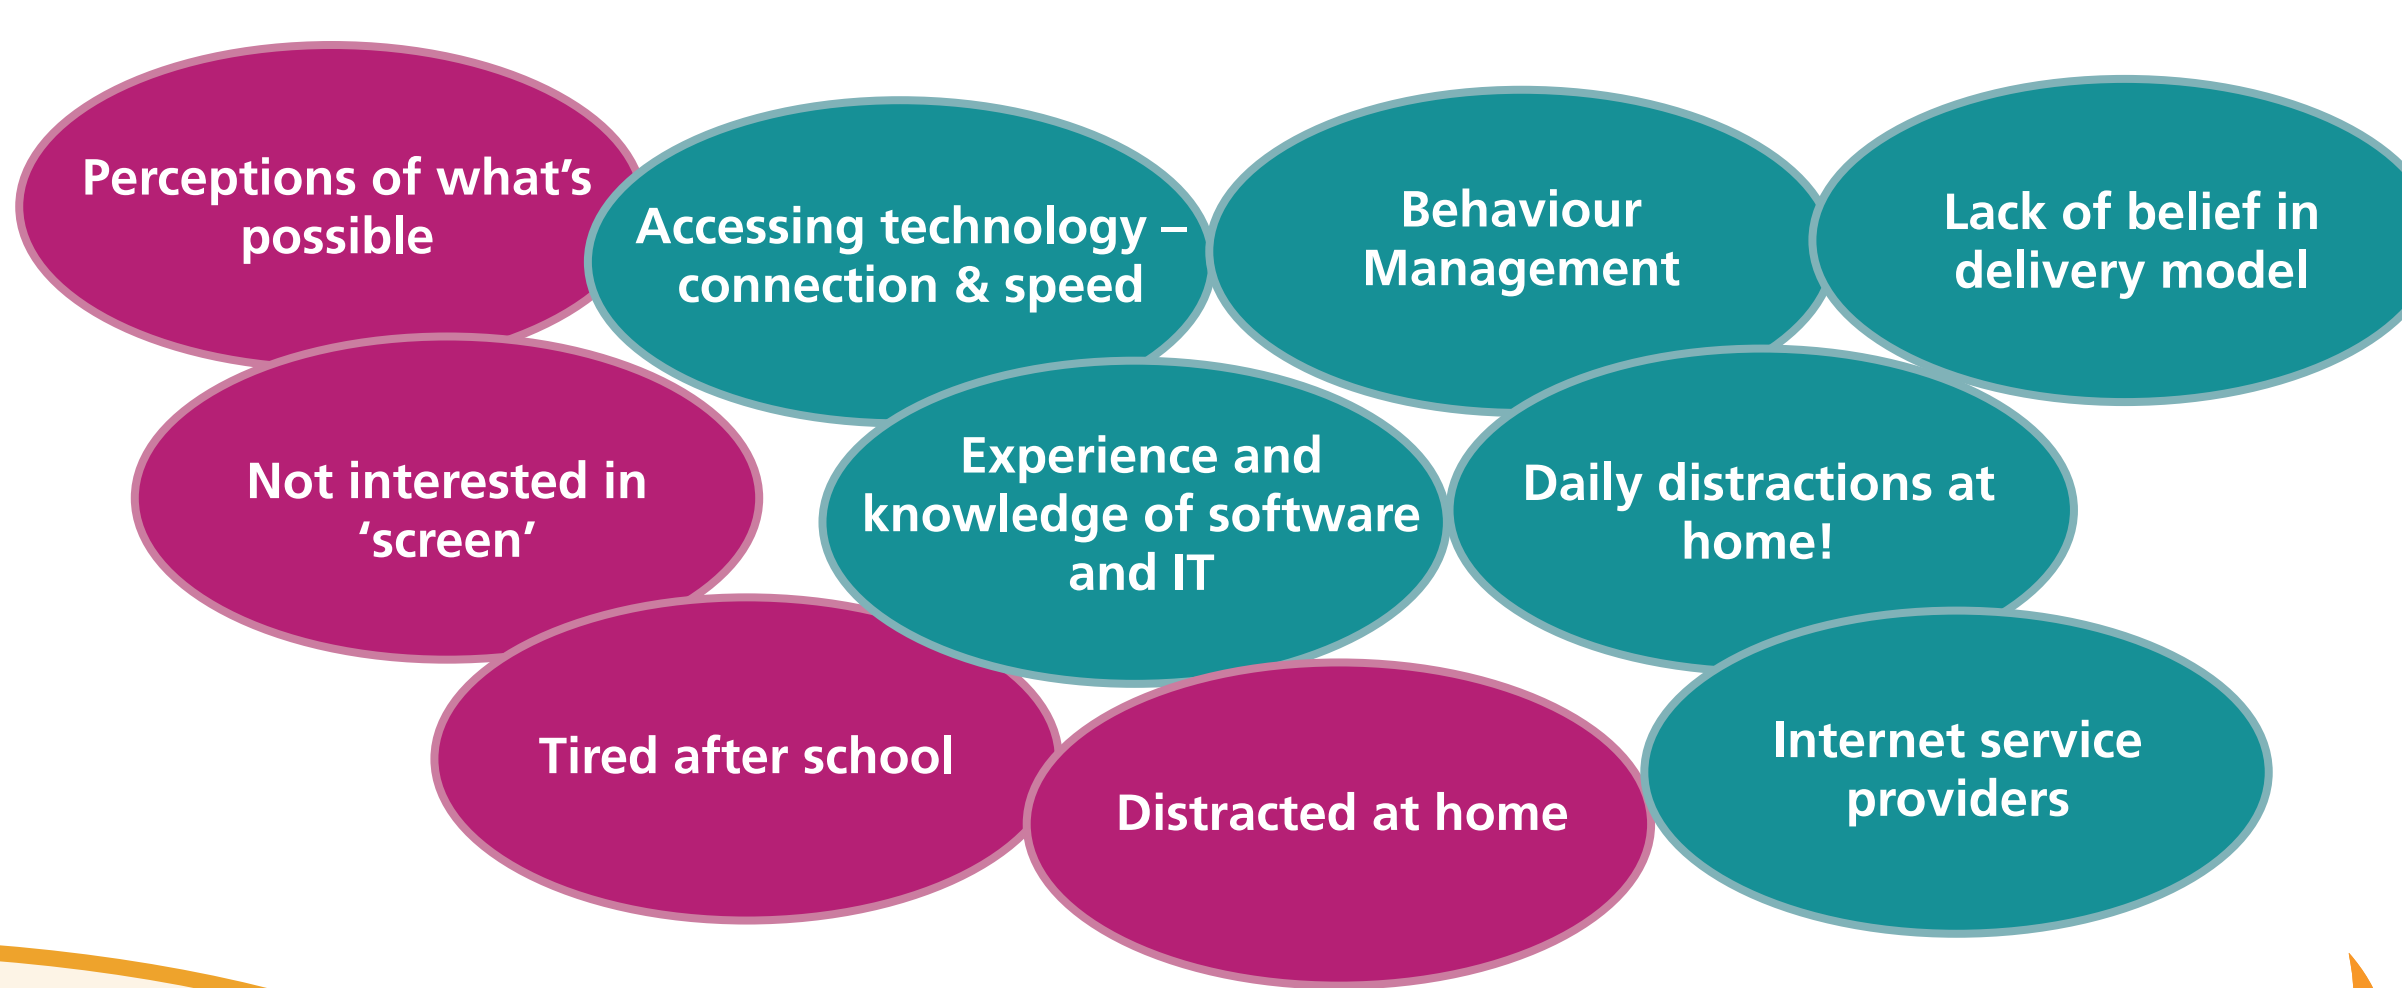 Perceptions of what’s
possible
Accessing technology –
connection & speed
Behaviour
Management
Lack of belief in
delivery model
Not interested in
‘screen’
Experience and
knowledge of software
and IT
Daily distractions at
home!
Tired after school
Distracted at home
Internet service
providers